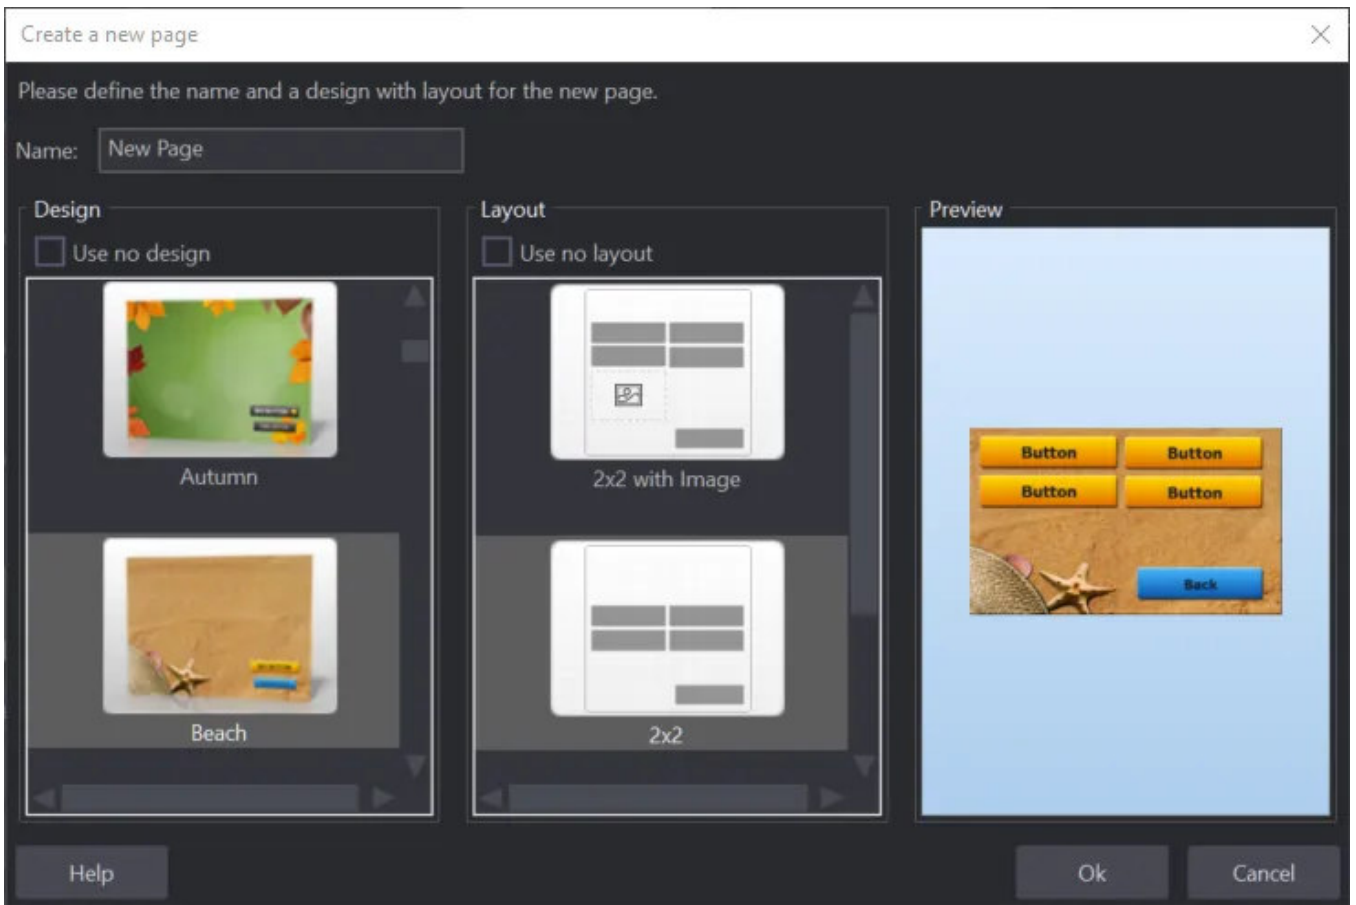 Create a new page
Please define the name and a design with layout for the new page.
Name: New Page
Design
Use no design
Autumn
Beach
Layout
Use no layout
2x2 with Image
2x2
Preview
Button Button
Button Button
Back
Help Ok Cancel